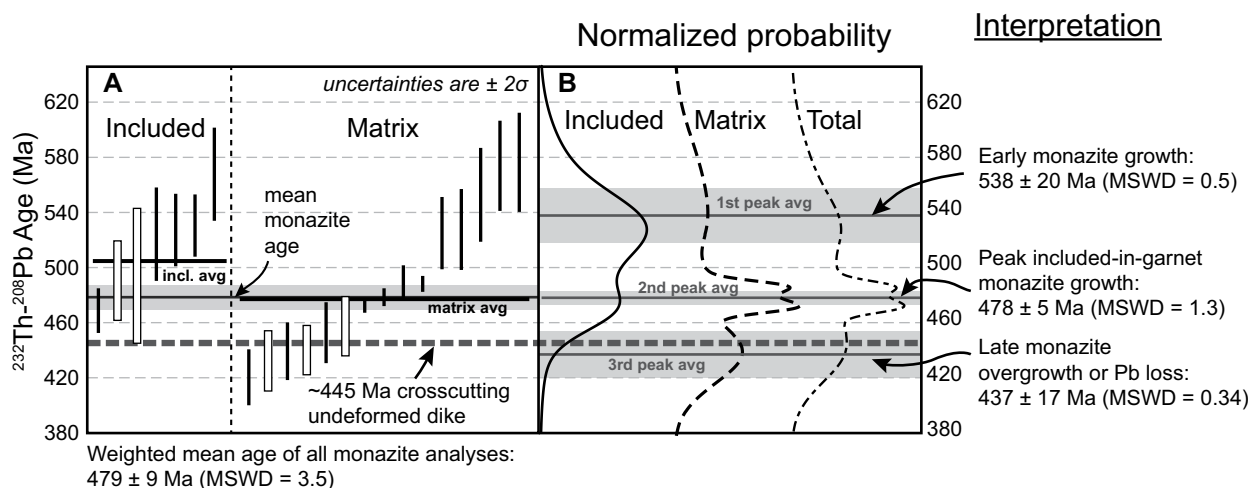 Normalized probability
Interpretation
A
uncertainties are ± 2σ
B
Included
Matrix
Included
Matrix
Total
²³²Th-²⁰⁸Pb Age (Ma)
620
580
540
500
460
420
380
mean
monazite
age
incl. avg
matrix avg
~445 Ma crosscutting
undeformed dike
1st peak avg
2nd peak avg
3rd peak avg
620
580
540
500
460
420
380
Early monazite growth:
538 ± 20 Ma (MSWD = 0.5)
Peak included-in-garnet
monazite growth:
478 ± 5 Ma (MSWD = 1.3)
Late monazite
overgrowth or Pb loss:
437 ± 17 Ma (MSWD = 0.34)
Weighted mean age of all monazite analyses:
479 ± 9 Ma (MSWD = 3.5)